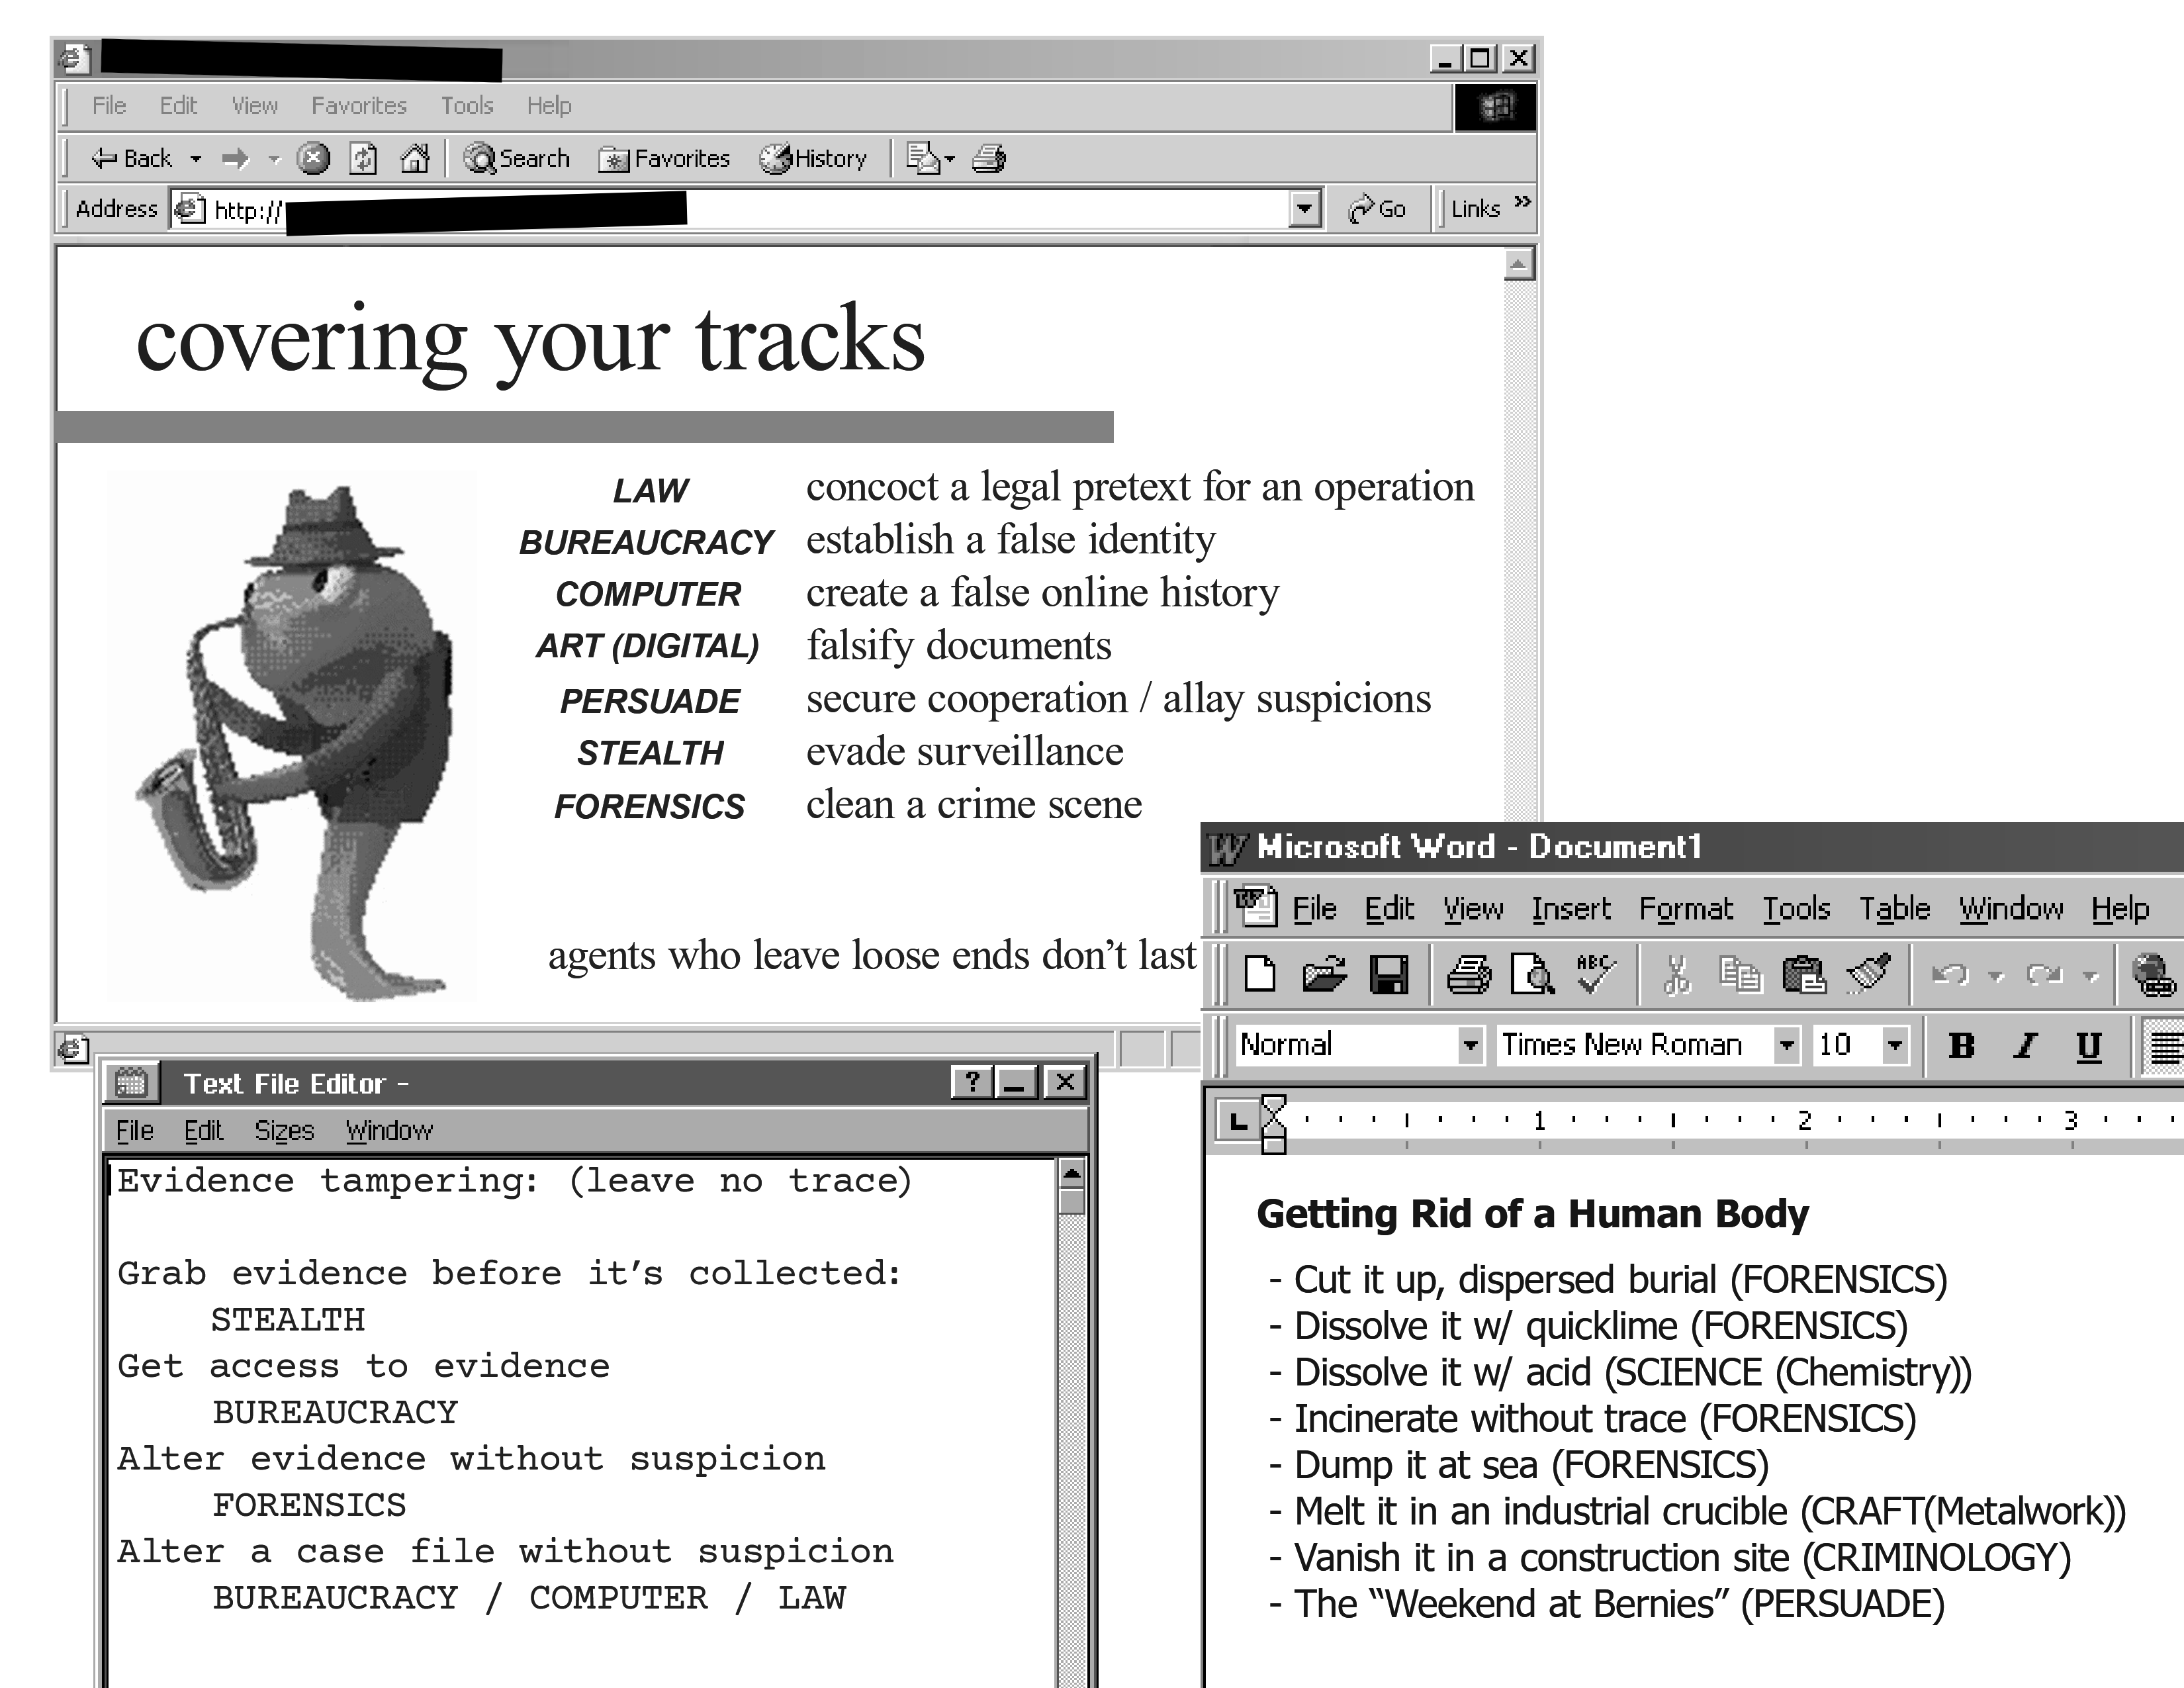 File Edit View Favorites Tools Help
Back Search Favorites History
Address http:// Go Links »
covering your tracks
LAW concoct a legal pretext for an operation
BUREAUCRACY establish a false identity
COMPUTER create a false online history
ART (DIGITAL) falsify documents
PERSUADE secure cooperation / allay suspicions
STEALTH evade surveillance
FORENSICS clean a crime scene
agents who leave loose ends don’t last
Text File Editor -
File Edit Sizes Window
Evidence tampering: (leave no trace)
Grab evidence before it’s collected:
STEALTH
Get access to evidence
BUREAUCRACY
Alter evidence without suspicion
FORENSICS
Alter a case file without suspicion
BUREAUCRACY / COMPUTER / LAW
Microsoft Word - Document1
File Edit View Insert Format Tools Table Window Help
ABC
Normal Times New Roman 10 B I U
1 2 3
Getting Rid of a Human Body
- Cut it up, dispersed burial (FORENSICS)
- Dissolve it w/ quicklime (FORENSICS)
- Dissolve it w/ acid (SCIENCE (Chemistry))
- Incinerate without trace (FORENSICS)
- Dump it at sea (FORENSICS)
- Melt it in an industrial crucible (CRAFT(Metalwork))
- Vanish it in a construction site (CRIMINOLOGY)
- The “Weekend at Bernies” (PERSUADE)